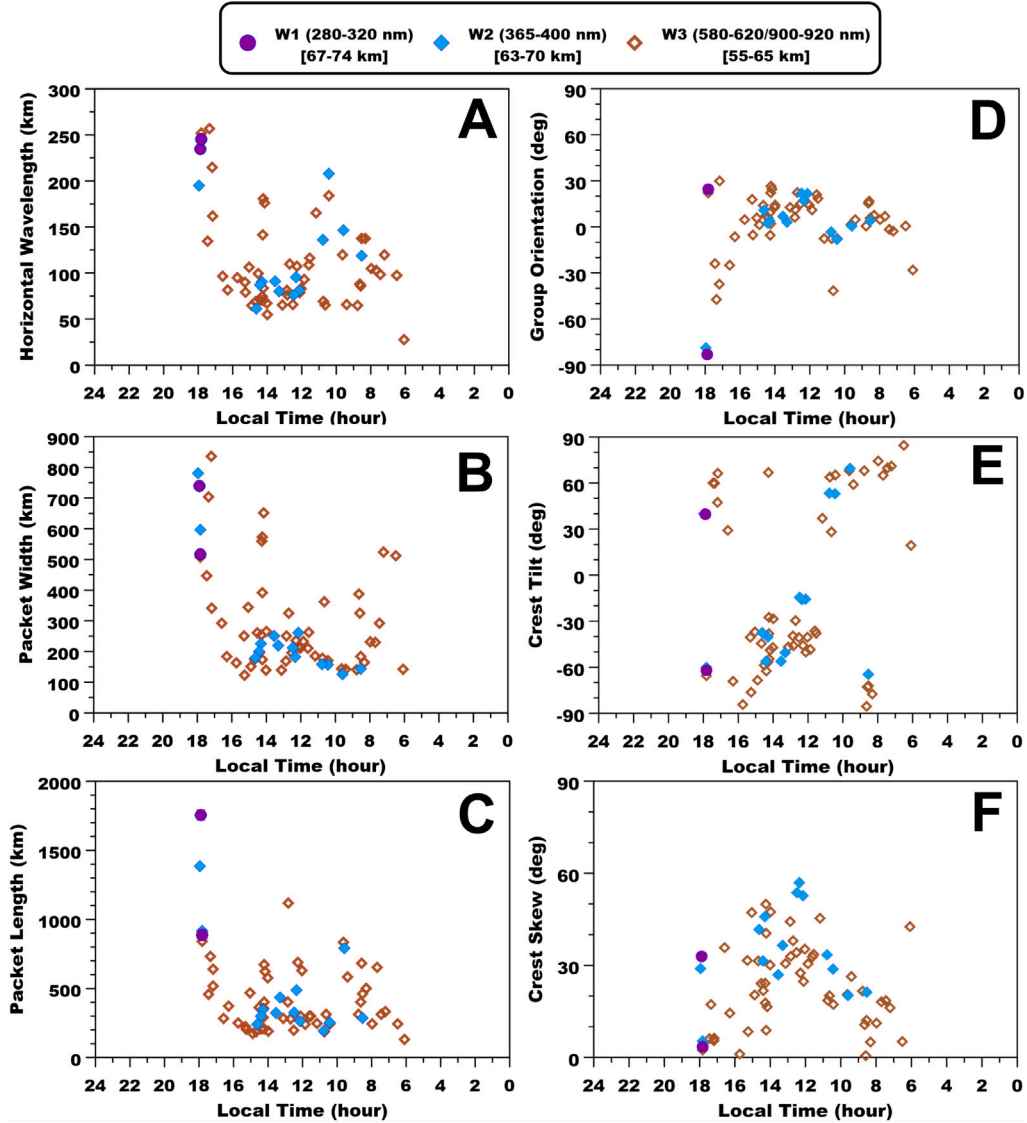 W1 (280-320 nm) W2 (365-400 nm) W3 (580-620/900-920 nm)
[67-74 km] [63-70 km] [55-65 km]
A
Horizontal Wavelength (km)
300
250
200
150
100
50
0
24 22 20 18 16 14 12 10 8 6 4 2 0
Local Time (hour)
D
Group Orientation (deg)
90
60
30
0
-30
-60
-90
24 22 20 18 16 14 12 10 8 6 4 2 0
Local Time (hour)
B
Packet Width (km)
900
800
700
600
500
400
300
200
100
0
24 22 20 18 16 14 12 10 8 6 4 2 0
Local Time (hour)
E
Crest Tilt (deg)
90
60
30
0
-30
-60
-90
24 22 20 18 16 14 12 10 8 6 4 2 0
Local Time (hour)
C
Packet Length (km)
2000
1500
1000
500
0
24 22 20 18 16 14 12 10 8 6 4 2 0
Local Time (hour)
F
Crest Skew (deg)
90
60
30
0
24 22 20 18 16 14 12 10 8 6 4 2 0
Local Time (hour)